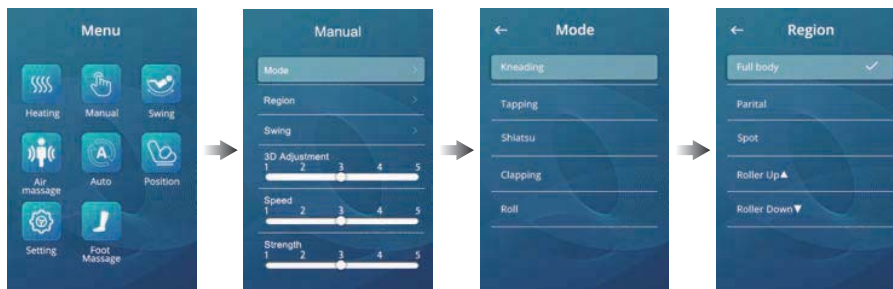 Menu
Heating
Manual
Swing
Air
massage
A
Auto
Position
Setting
Foot
Massage
Manual
Mode
Region
Swing
3D Adjustment
1 2 3 4 5
Speed
1 2 3 4 5
Strength
1 2 3 4 5
Mode
Kneading
Tapping
Shiatsu
Clapping
Roll
Region
Full body
Parital
Spot
Roller Up▲
Roller Down▼